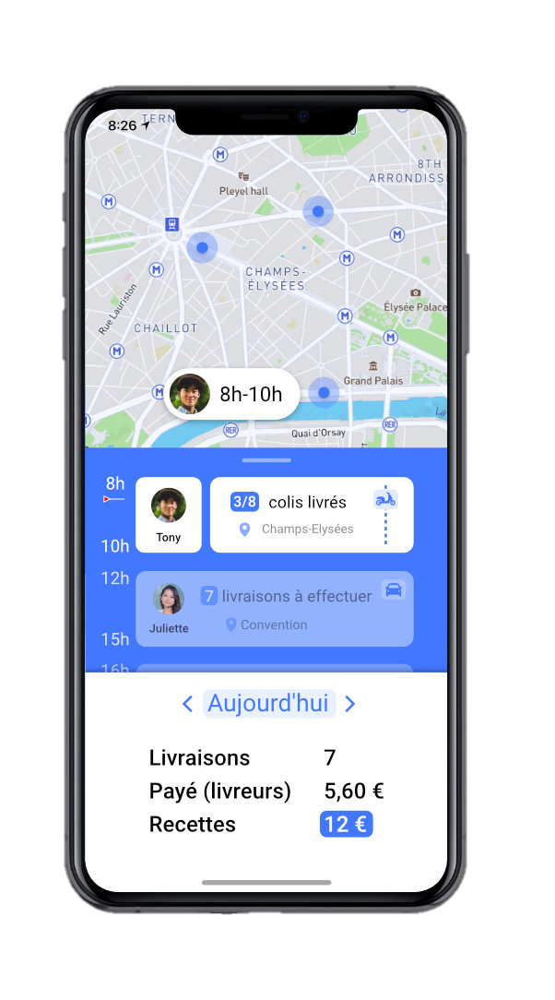 8:26
TERN
8TH
ARRONDISS
Pleyel hall
M
M
M
M
CHAMPS-
ÉLYSÉES
M
Rue Lauriston
Élysée Palace
CHAILLOT
M
M
M
Grand Palais
M
8h-10h
RER
Quai d'Orsay
RER
La
8h
3/8 colis livrés
Champs-Elysées
Tony
10h
12h
7 livraisons à effectuer
Juliette
Convention
15h
16h
< Aujourd'hui >
Livraisons 7
Payé (livreurs) 5,60 €
Recettes 12 €